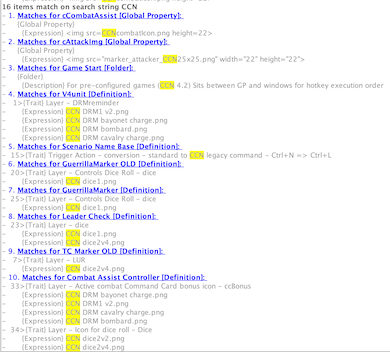 16 items match on search string CCN
- 1. Matches for cCombatAssist [Global Property]:
- {Global Property}
- {Expression} <img src=CCNcombatIcon.png height=22>
- 2. Matches for cAttackImg [Global Property]:
- {Global Property}
- {Expression} <img src="marker_attacker_CCN25x25.png" width="22" height="22">
- 3. Matches for Game Start [Folder]:
- {Folder}
- {Description} For pre-configured games (CCN 4.2) Sits between GP and windows for hotkey execution order
- 4. Matches for V4unit [Definition]:
- 1>{Trait} Layer - DRMreminder
- {Expression} CCN DRM1 v2.png
- {Expression} CCN DRM bayonet charge.png
- {Expression} CCN DRM bombard.png
- {Expression} CCN DRM cavalry charge.png
- 5. Matches for Scenario Name Base [Definition]:
- 15>{Trait} Trigger Action - conversion - standard to CCN legacy command - Ctrl+N => Ctrl+L
- 6. Matches for GuerrillaMarker OLD [Definition]:
- 20>{Trait} Layer - Controls Dice Roll - dice
- {Expression} CCN dice1.png
- 7. Matches for GuerrillaMarker [Definition]:
- 25>{Trait} Layer - Controls Dice Roll - dice
- {Expression} CCN dice1.png
- 8. Matches for Leader Check [Definition]:
- 23>{Trait} Layer - dice
- {Expression} CCN dice1.png
- {Expression} CCN dice2v4.png
- 9. Matches for TC Marker OLD [Definition]:
- 7>{Trait} Layer - LUR
- {Expression} CCN dice2v4.png
- 10. Matches for Combat Assist Controller [Definition]:
- 33>{Trait} Layer - Active combat Command Card bonus icon - ccBonus
- {Expression} CCN DRM bayonet charge.png
- {Expression} CCN DRM1 v2.png
- {Expression} CCN DRM cavalry charge.png
- {Expression} CCN DRM bombard.png
- 34>{Trait} Layer - Icon for dice roll - Dice
- {Expression} CCN dice2v2.png
- {Expression} CCN dice2v4.png